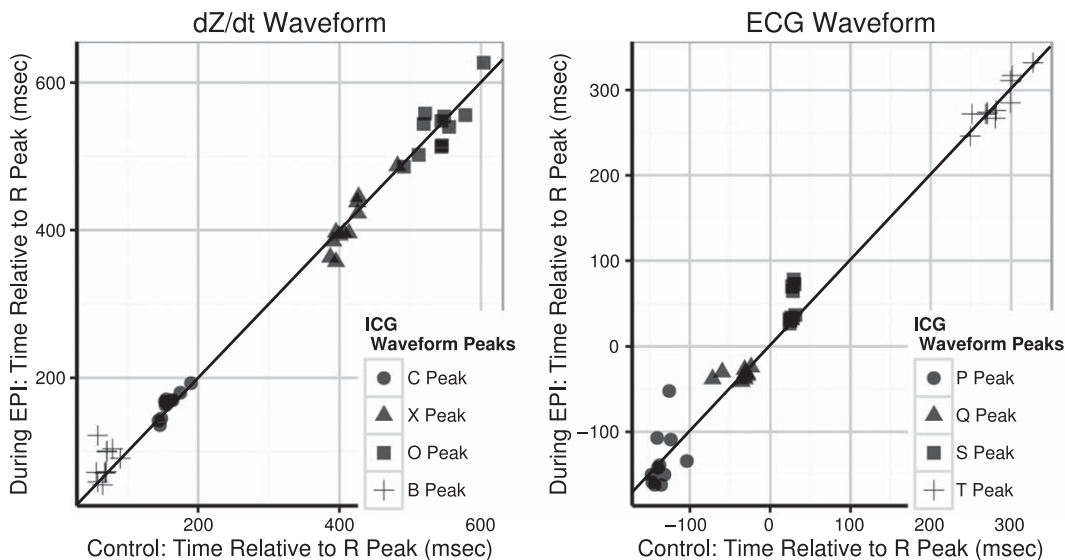 dZ/dt Waveform
During EPI: Time Relative to R Peak (msec)
600
400
200
200
400
600
Control: Time Relative to R Peak (msec)
ICG
Waveform Peaks
C Peak
X Peak
O Peak
B Peak
ECG Waveform
During EPI: Time Relative to R Peak (msec)
300
200
100
0
−100
−100
0
100
200
300
Control: Time Relative to R Peak (msec)
ICG
Waveform Peaks
P Peak
Q Peak
S Peak
T Peak